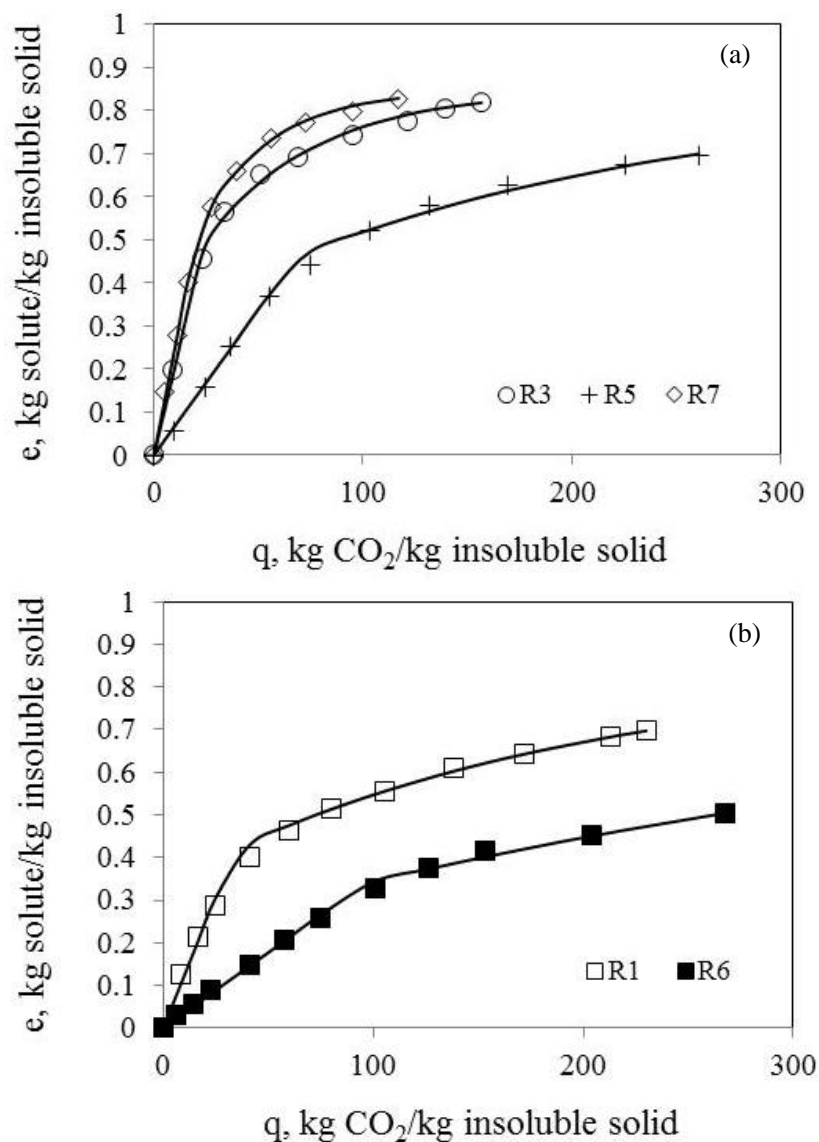 (a)
1
0.9
0.8
0.7
0.6
0.5
0.4
0.3
0.2
0.1
0
e, kg solute/kg insoluble solid
R3 R5 R7
0 100 200 300
q, kg CO₂/kg insoluble solid
(b)
1
0.9
0.8
0.7
0.6
0.5
0.4
0.3
0.2
0.1
0
e, kg solute/kg insoluble solid
R1 R6
0 100 200 300
q, kg CO₂/kg insoluble solid